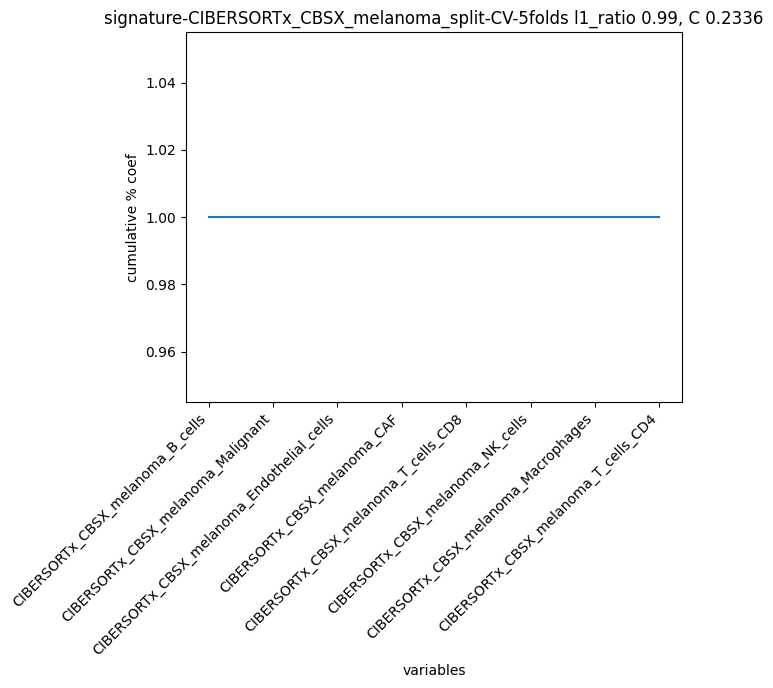 signature-CIBERSORTx_CBSX_melanoma_split-CV-5folds l1_ratio 0.99, C 0.2336
cumulative % coef
1.04
1.02
1.00
0.98
0.96
CIBERSORTx_CBSX_melanoma_B_cells
CIBERSORTx_CBSX_melanoma_Malignant
CIBERSORTx_CBSX_melanoma_Endothelial_cells
CIBERSORTx_CBSX_melanoma_CAF
CIBERSORTx_CBSX_melanoma_T_cells_CD8
CIBERSORTx_CBSX_melanoma_NK_cells
CIBERSORTx_CBSX_melanoma_Macrophages
CIBERSORTx_CBSX_melanoma_T_cells_CD4
variables